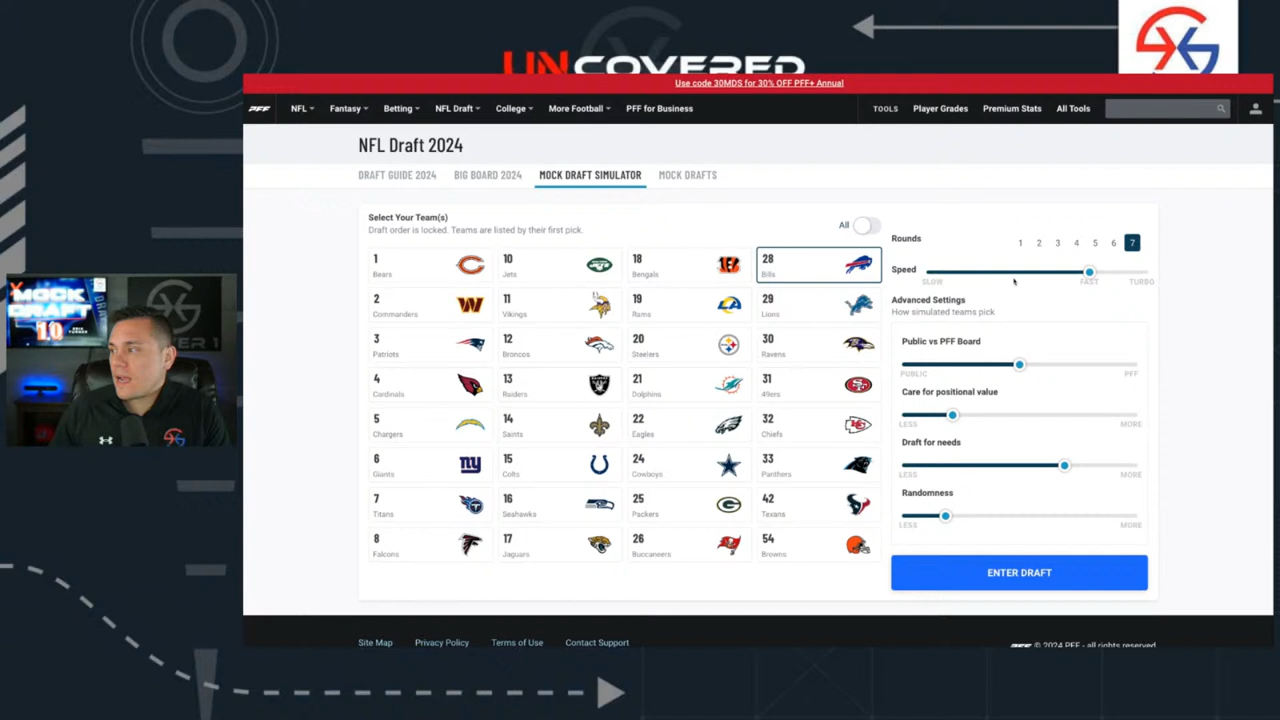 UNCOVERED
Use code 30MDS for 30% OFF PFF+ Annual
PFF NFL Fantasy Betting NFL Draft College More Football PFF for Business TOOLS Player Grades Premium Stats All Tools
NFL Draft 2024
DRAFT GUIDE 2024 BIG BOARD 2024 MOCK DRAFT SIMULATOR MOCK DRAFTS
Select Your Team(s)
Draft order is locked. Teams are listed by their first pick.
All
1 10 18 28
Bears Jets Bengals Bills
2 11 19 29
Commanders Vikings Rams Lions
3 12 20 30
Patriots Broncos Steelers Ravens
4 13 21 31
Cardinals Raiders Dolphins 49ers
5 14 22 32
Chargers Saints Eagles Chiefs
6 15 24 33
Giants Colts Cowboys Panthers
7 16 25 42
Titans Seahawks Packers Texans
8 17 26 54
Falcons Jaguars Buccaneers Browns
Rounds 1 2 3 4 5 6 7
Speed
SLOW FAST TURBO
Advanced Settings
How simulated teams pick
Public vs PFF Board
PUBLIC PFF
Care for positional value
LESS MORE
Draft for needs
LESS MORE
Randomness
LESS MORE
ENTER DRAFT
MOCK
DRAFT
10
Site Map Privacy Policy Terms of Use Contact Support
PFF © 2024 PFF - all rights reserved